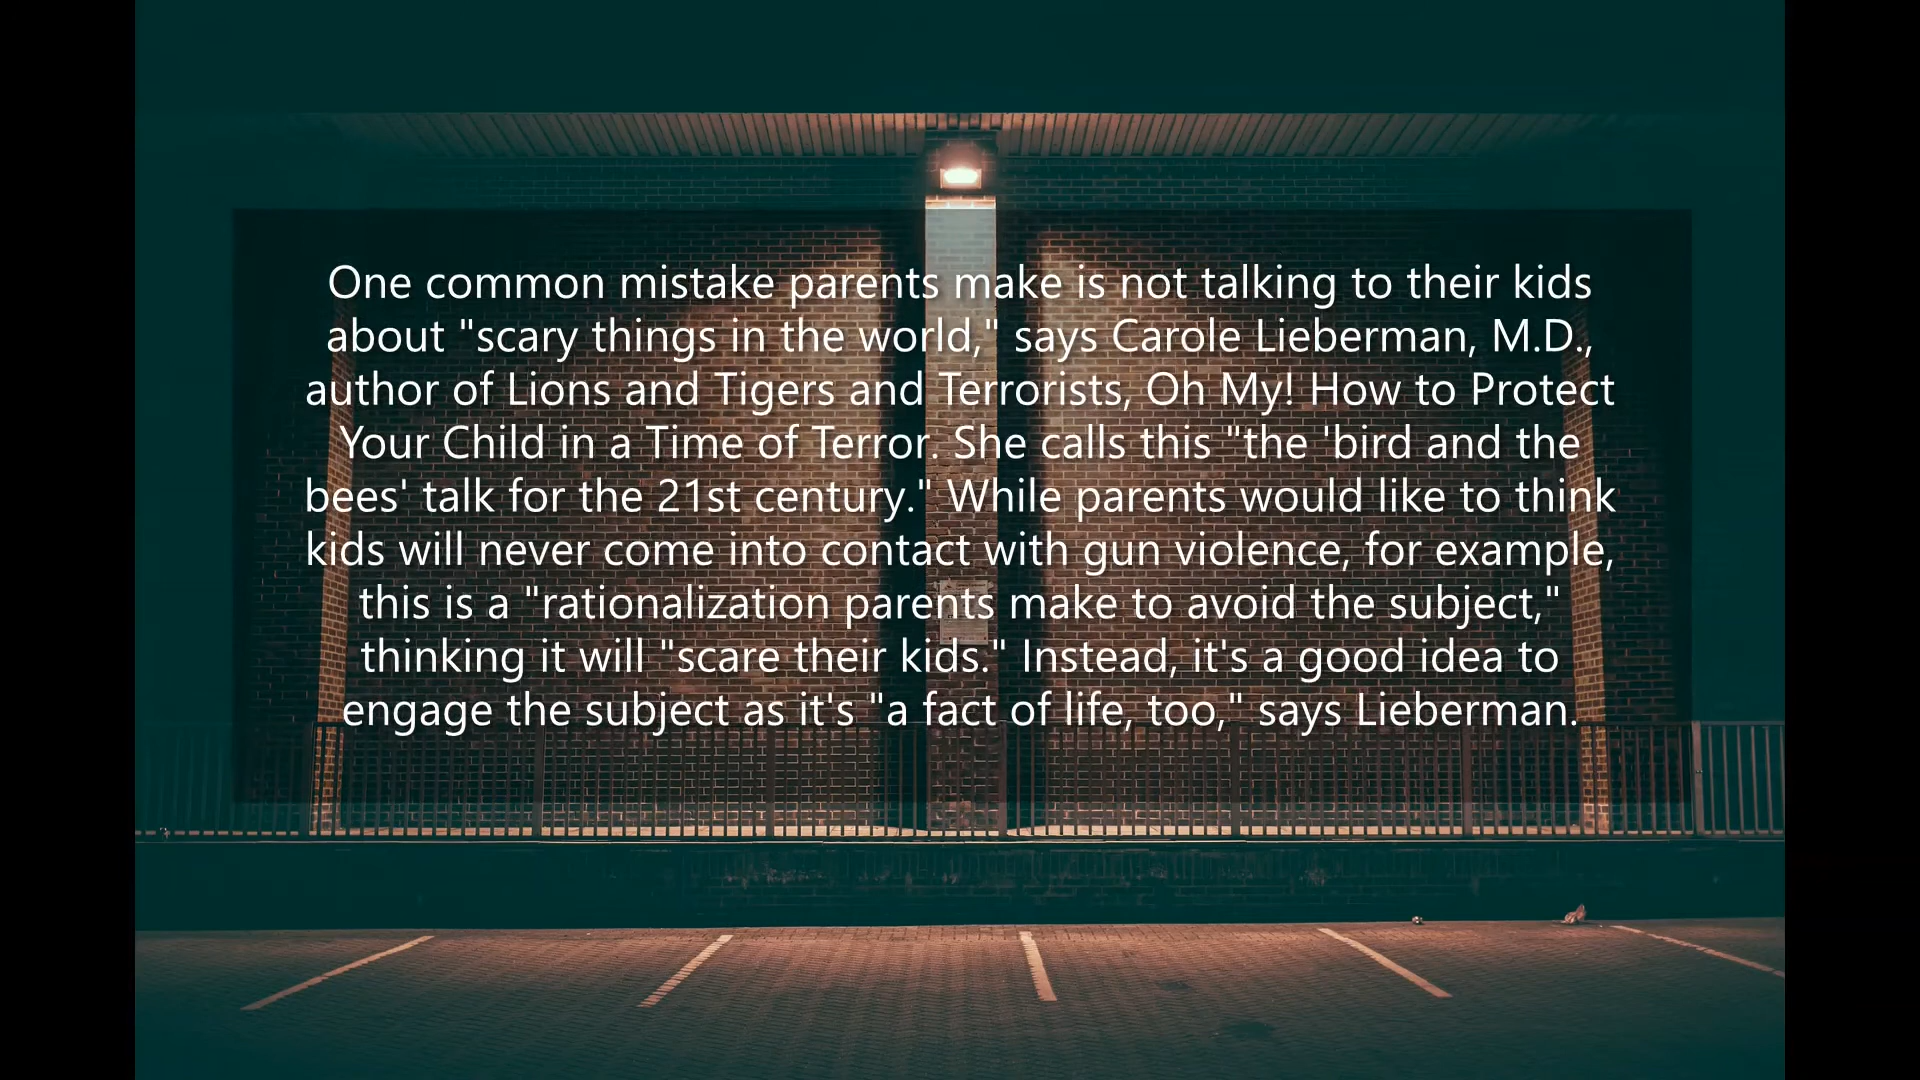 One common mistake parents make is not talking to their kids
about "scary things in the world," says Carole Lieberman, M.D.,
author of Lions and Tigers and Terrorists, Oh My! How to Protect
Your Child in a Time of Terror. She calls this "the 'bird and the
bees' talk for the 21st century." While parents would like to think
kids will never come into contact with gun violence, for example,
this is a "rationalization parents make to avoid the subject,"
thinking it will "scare their kids." Instead, it's a good idea to
engage the subject as it's "a fact of life, too," says Lieberman.